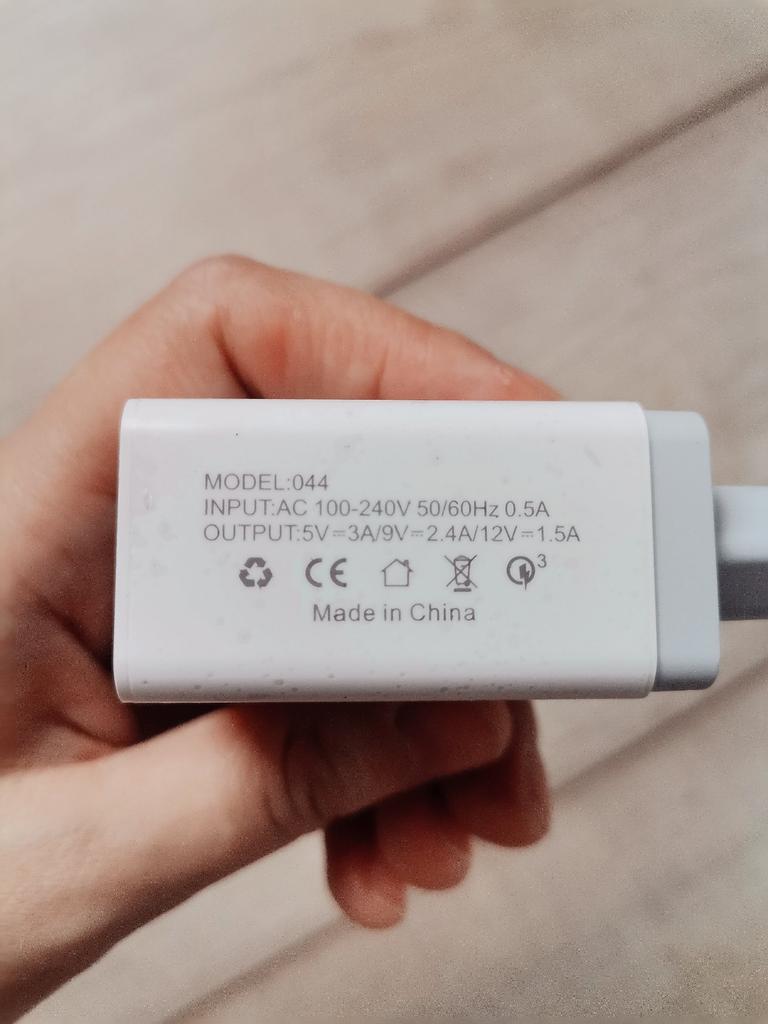 MODEL:044
INPUT:AC 100-240V 50/60Hz 0.5A
OUTPUT:5V⎓3A/9V⎓2.4A/12V⎓1.5A
CE 3
Made in China